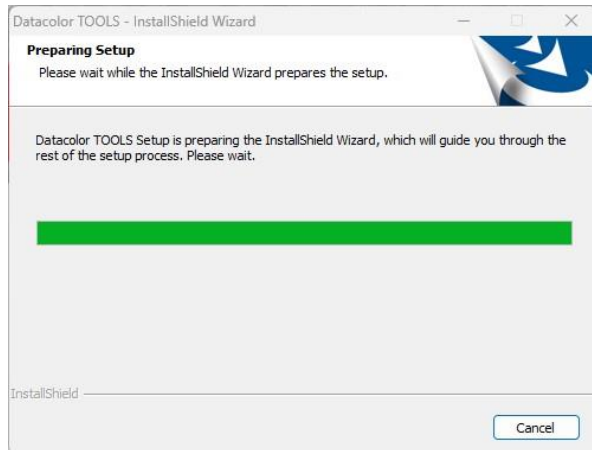 Datacolor TOOLS - InstallShield Wizard
Preparing Setup
Please wait while the InstallShield Wizard prepares the setup.
Datacolor TOOLS Setup is preparing the InstallShield Wizard, which will guide you through the
rest of the setup process. Please wait.
InstallShield
Cancel